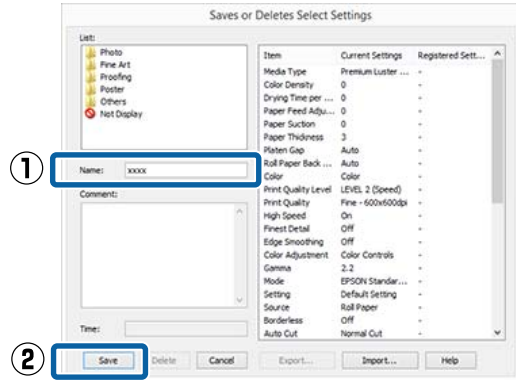 Saves or Deletes Select Settings
List:
Photo
Fine Art
Proofing
Poster
Others
Not Display
① Name: xxxx
Comment:
Time:
Item Current Settings Registered Sett...
Media Type Premium Luster ... -
Color Density 0 -
Drying Time per ... 0 -
Paper Feed Adju... 0 -
Paper Suction 0 -
Paper Thickness 3 -
Platen Gap Auto -
Roll Paper Back ... Auto -
Color Color -
Print Quality Level LEVEL 2 (Speed) -
Print Quality Fine - 600x600dpi -
High Speed On -
Finest Detail Off -
Edge Smoothing Off -
Color Adjustment Color Controls -
Gamma 2.2 -
Mode EPSON Standar... -
Setting Default Setting -
Source Roll Paper -
Borderless Off -
Auto Cut Normal Cut -
② Save Delete Cancel Export... Import... Help